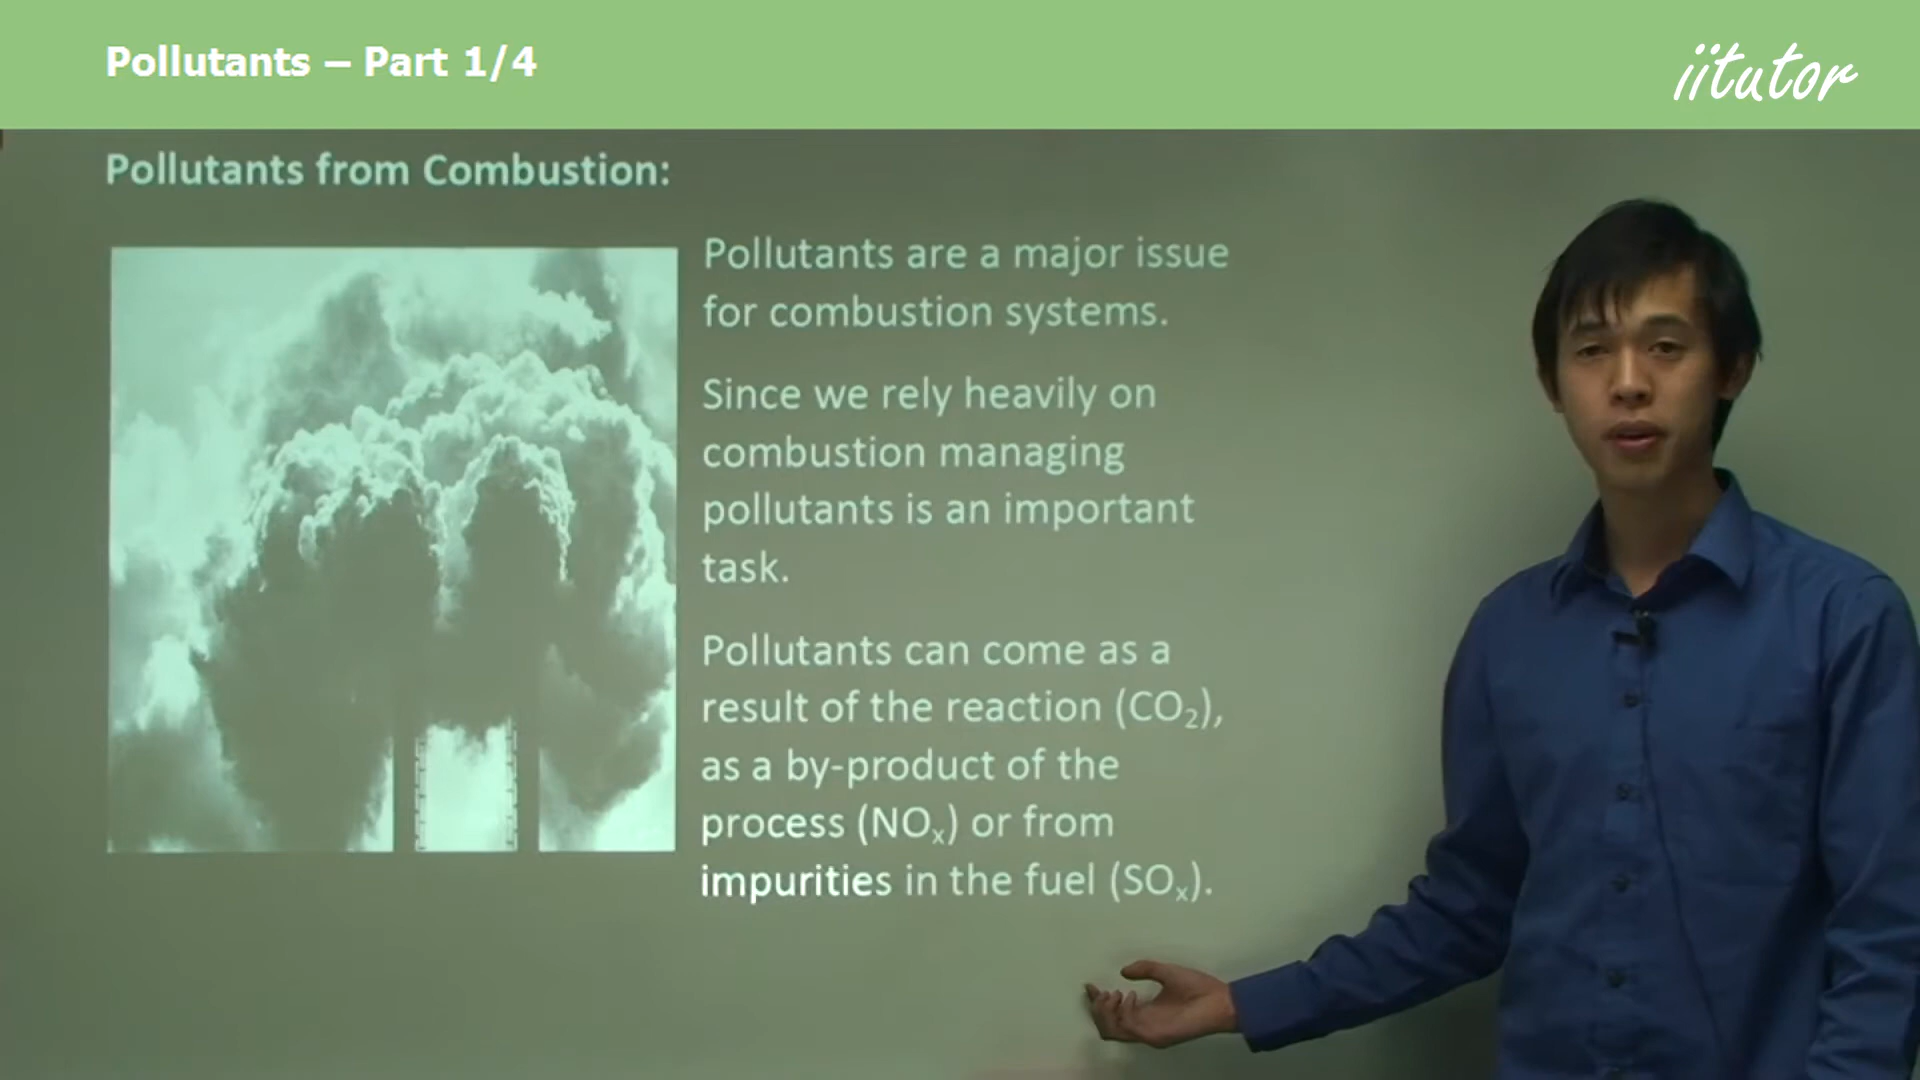 Pollutants – Part 1/4
iitutor
Pollutants from Combustion:
Pollutants are a major issue
for combustion systems.
Since we rely heavily on
combustion managing
pollutants is an important
task.
Pollutants can come as a
result of the reaction (CO₂),
as a by-product of the
process (NOₓ) or from
impurities in the fuel (SOₓ).